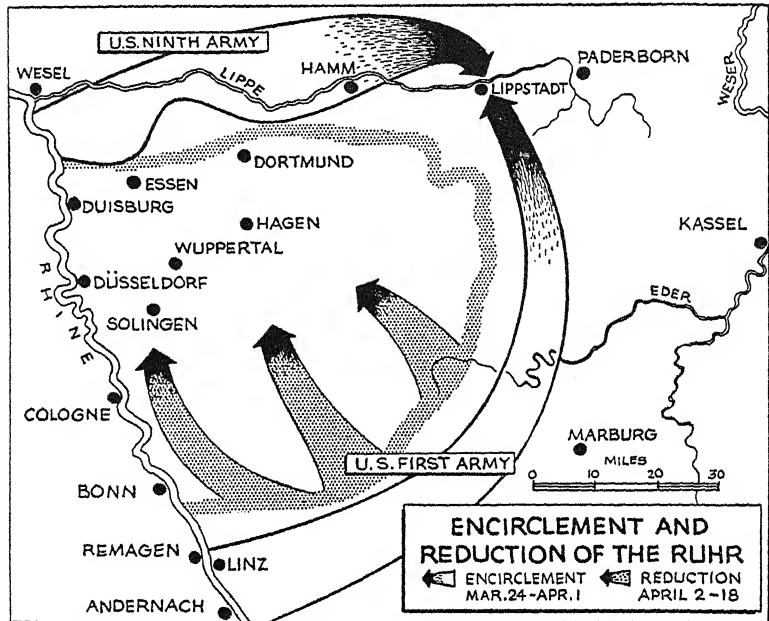 U.S. NINTH ARMY
WESEL
LIPPE
HAMM
PADERBORN
LIPPSTADT
WESER
DORTMUND
ESSEN
DUISBURG
HAGEN
KASSEL
WUPPERTAL
RHINE
DÜSSELDORF
EDER
SOLINGEN
COLOGNE
MARBURG
U.S. FIRST ARMY
MILES
0 10 20 30
BONN
REMAGEN
LINZ
ANDERNACH
ENCIRCLEMENT AND
REDUCTION OF THE RUHR
ENCIRCLEMENT
MAR. 24-APR. 1
REDUCTION
APRIL 2-18